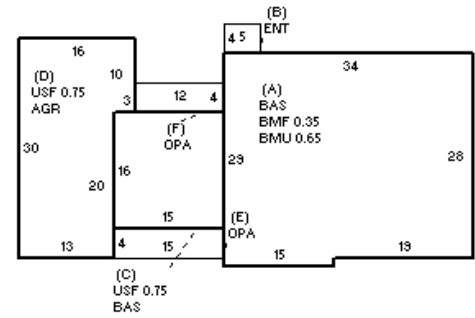 (B)
ENT
4 5
16
34
(D)
USF 0.75
AGR
10
3
12
4
(A)
BAS
BMF 0.35
BMU 0.65
(F)
OPA
30
20
16
29
28
15
(E)
OPA
13
4
15
15
19
(C)
USF 0.75
BAS